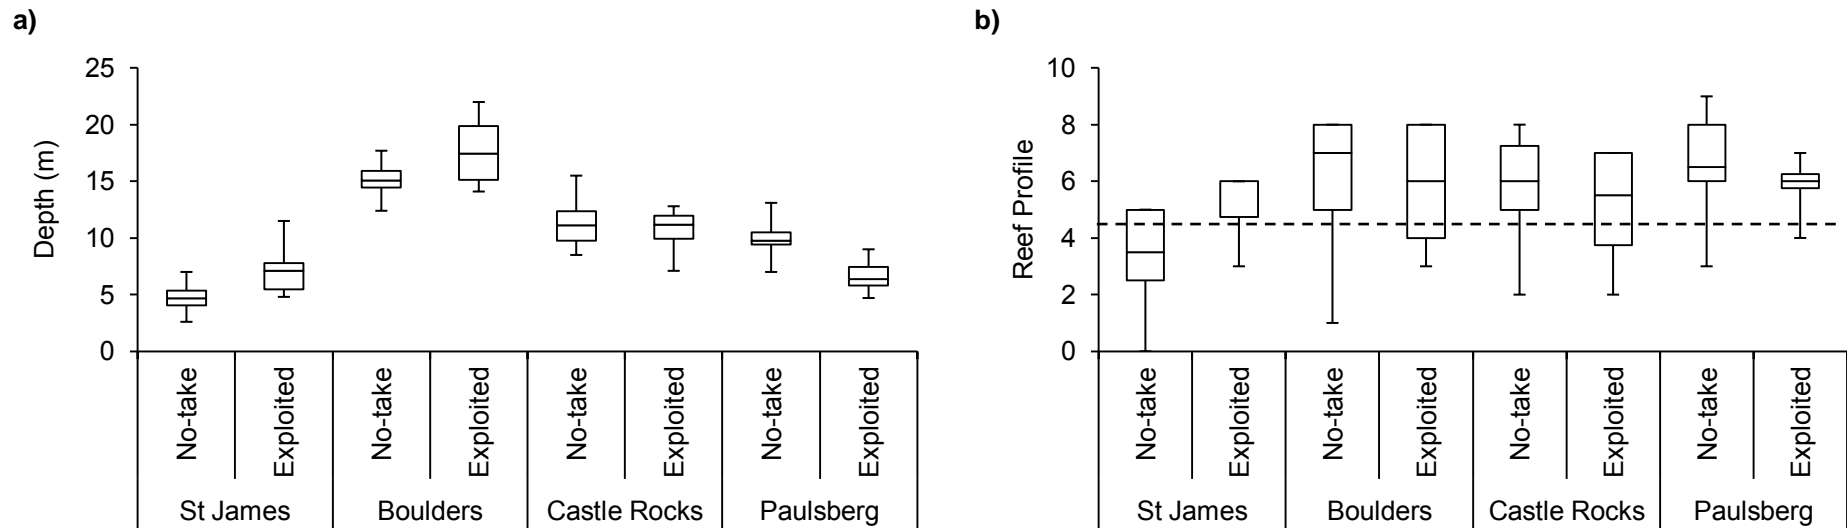 a)
Depth (m)
25
20
15
10
5
0
No-take
Exploited
No-take
Exploited
No-take
Exploited
No-take
Exploited
St James
Boulders
Castle Rocks
Paulsberg
b)
Reef Profile
10
8
6
4
2
0
No-take
Exploited
No-take
Exploited
No-take
Exploited
No-take
Exploited
St James
Boulders
Castle Rocks
Paulsberg